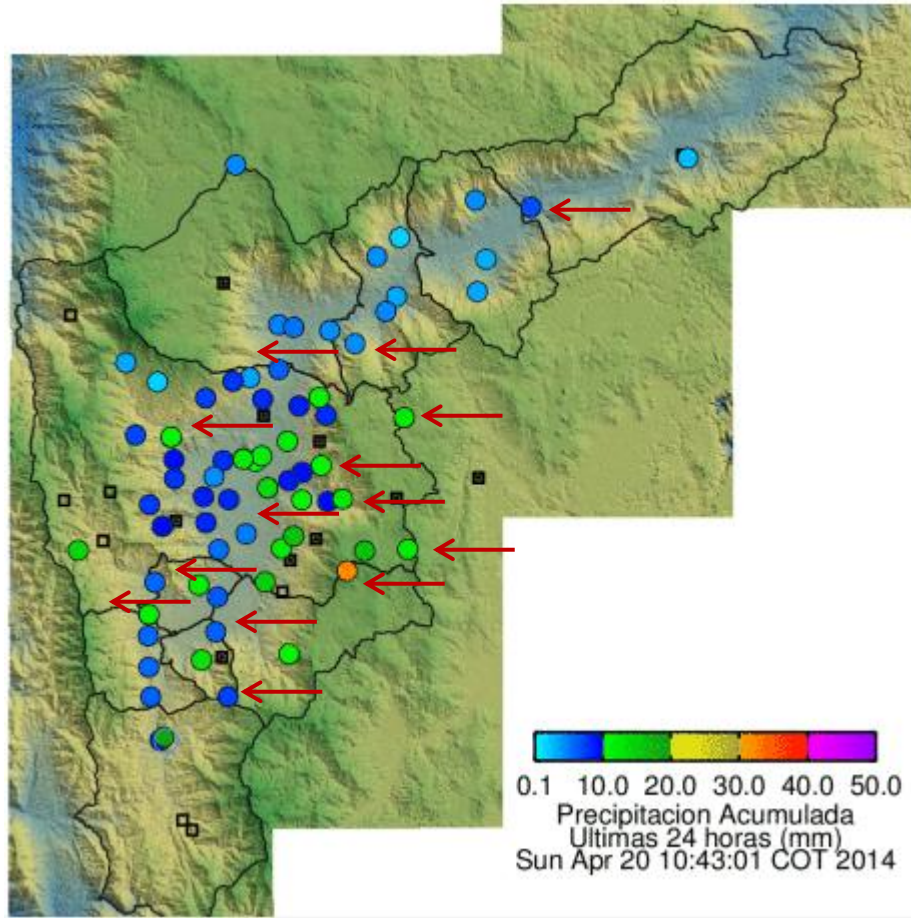 0.1 10.0 20.0 30.0 40.0 50.0
Precipitacion Acumulada
Ultimas 24 horas (mm)
Sun Apr 20 10:43:01 COT 2014